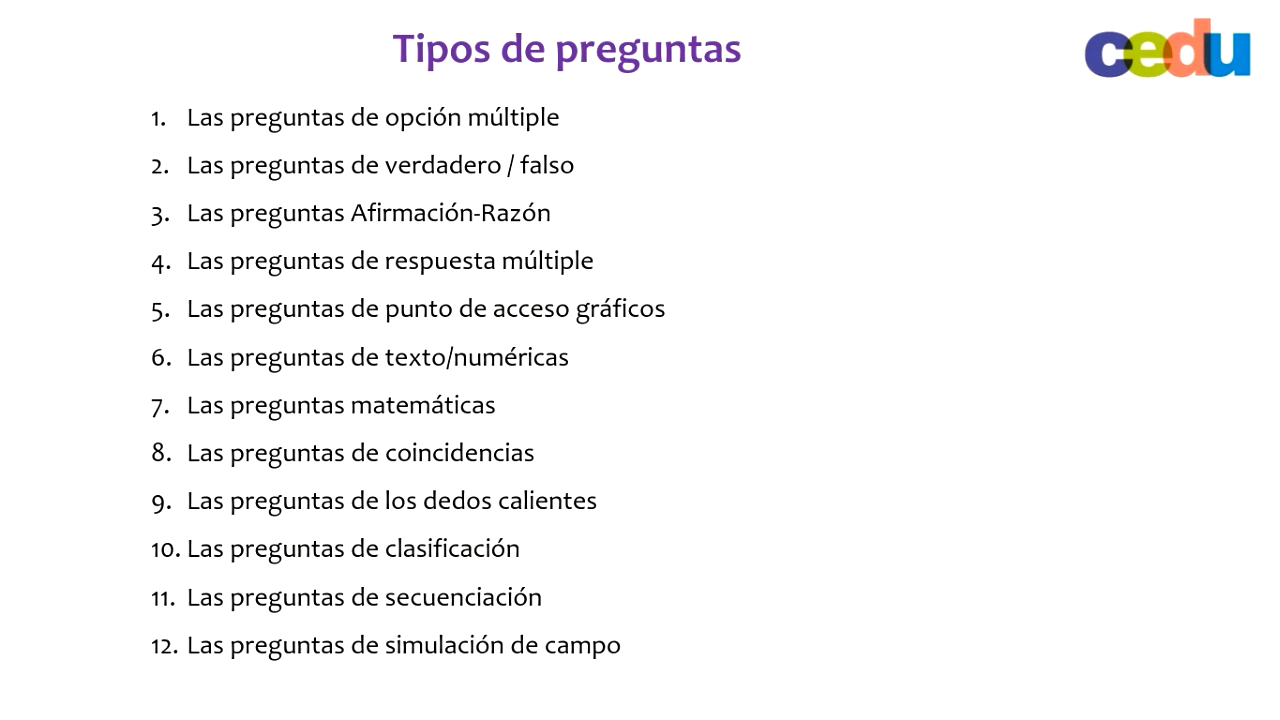 Tipos de preguntas
cedu
1. Las preguntas de opción múltiple
2. Las preguntas de verdadero / falso
3. Las preguntas Afirmación-Razón
4. Las preguntas de respuesta múltiple
5. Las preguntas de punto de acceso gráficos
6. Las preguntas de texto/numéricas
7. Las preguntas matemáticas
8. Las preguntas de coincidencias
9. Las preguntas de los dedos calientes
10. Las preguntas de clasificación
11. Las preguntas de secuenciación
12. Las preguntas de simulación de campo